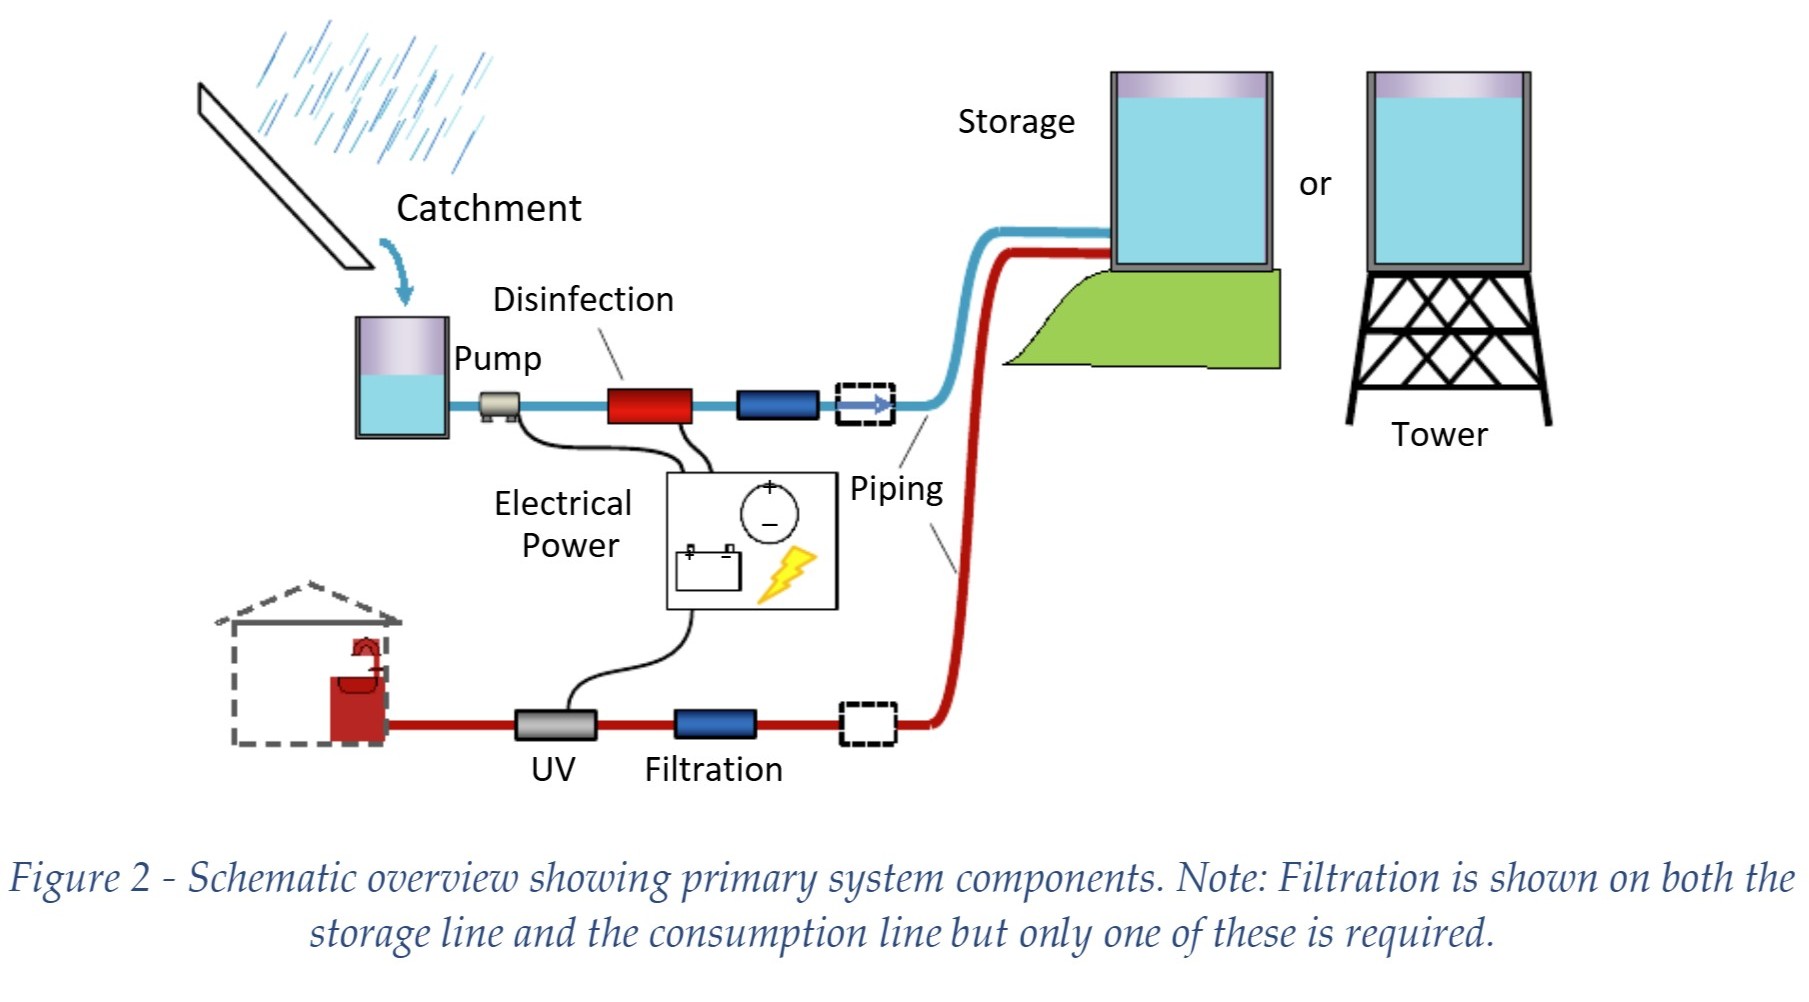 Storage
or
Catchment
Disinfection
Pump
Tower
Piping
Electrical
Power
+
−
+ −
UV
Filtration
Figure 2 - Schematic overview showing primary system components. Note: Filtration is shown on both the
storage line and the consumption line but only one of these is required.